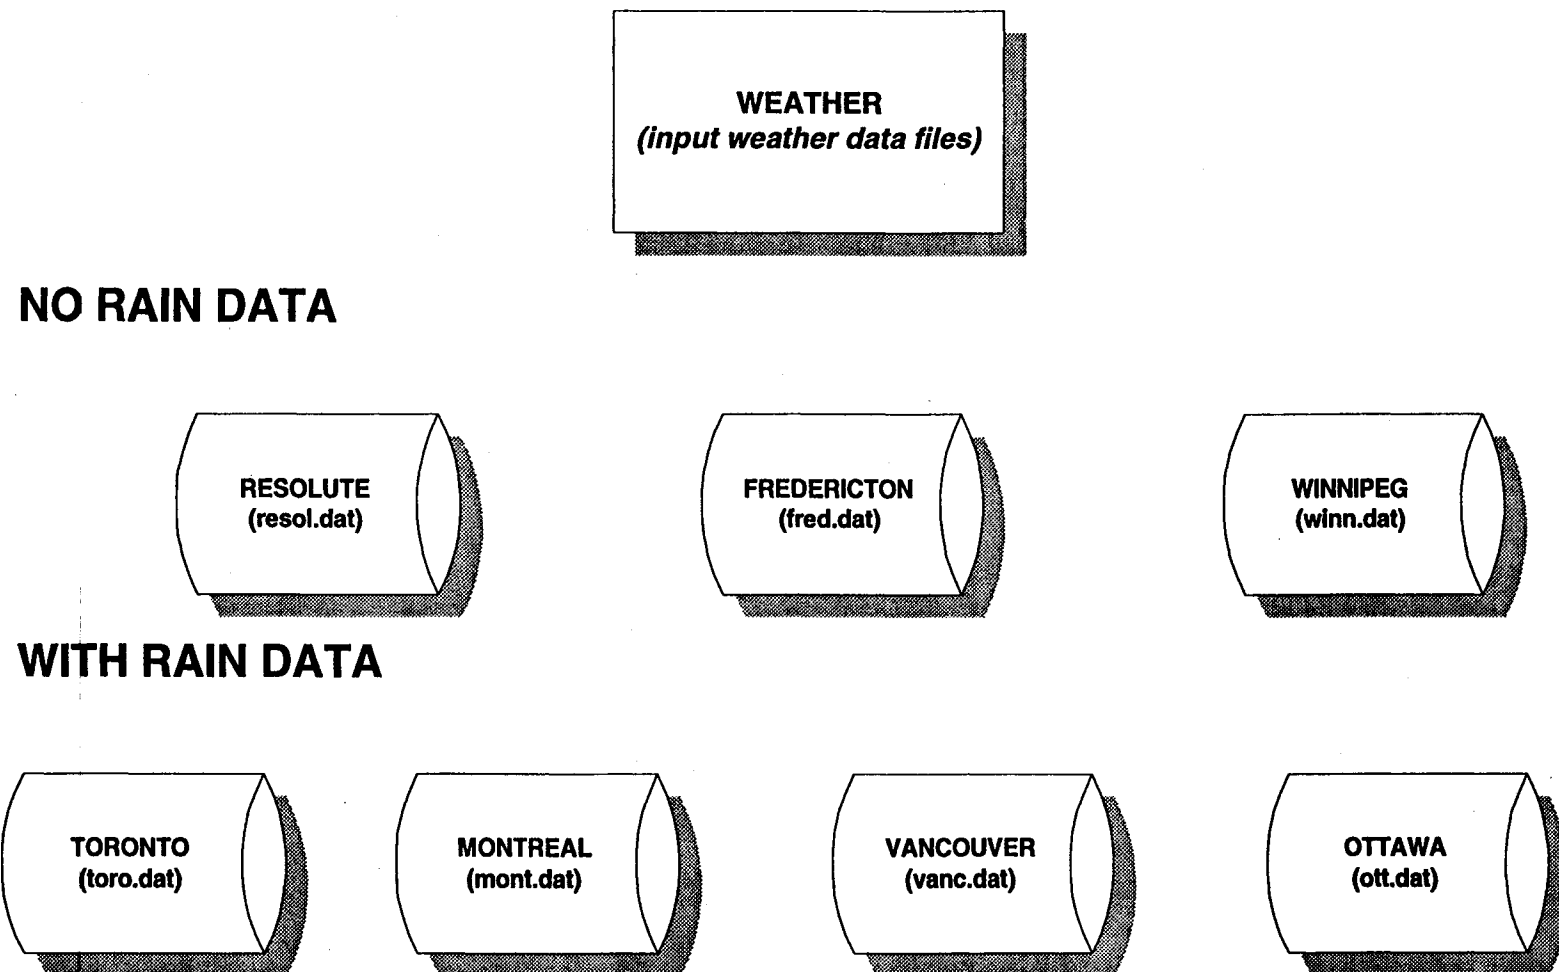 WEATHER
(input weather data files)
NO RAIN DATA
RESOLUTE
(resol.dat)
FREDERICTON
(fred.dat)
WINNIPEG
(winn.dat)
WITH RAIN DATA
TORONTO
(toro.dat)
MONTREAL
(mont.dat)
VANCOUVER
(vanc.dat)
OTTAWA
(ott.dat)